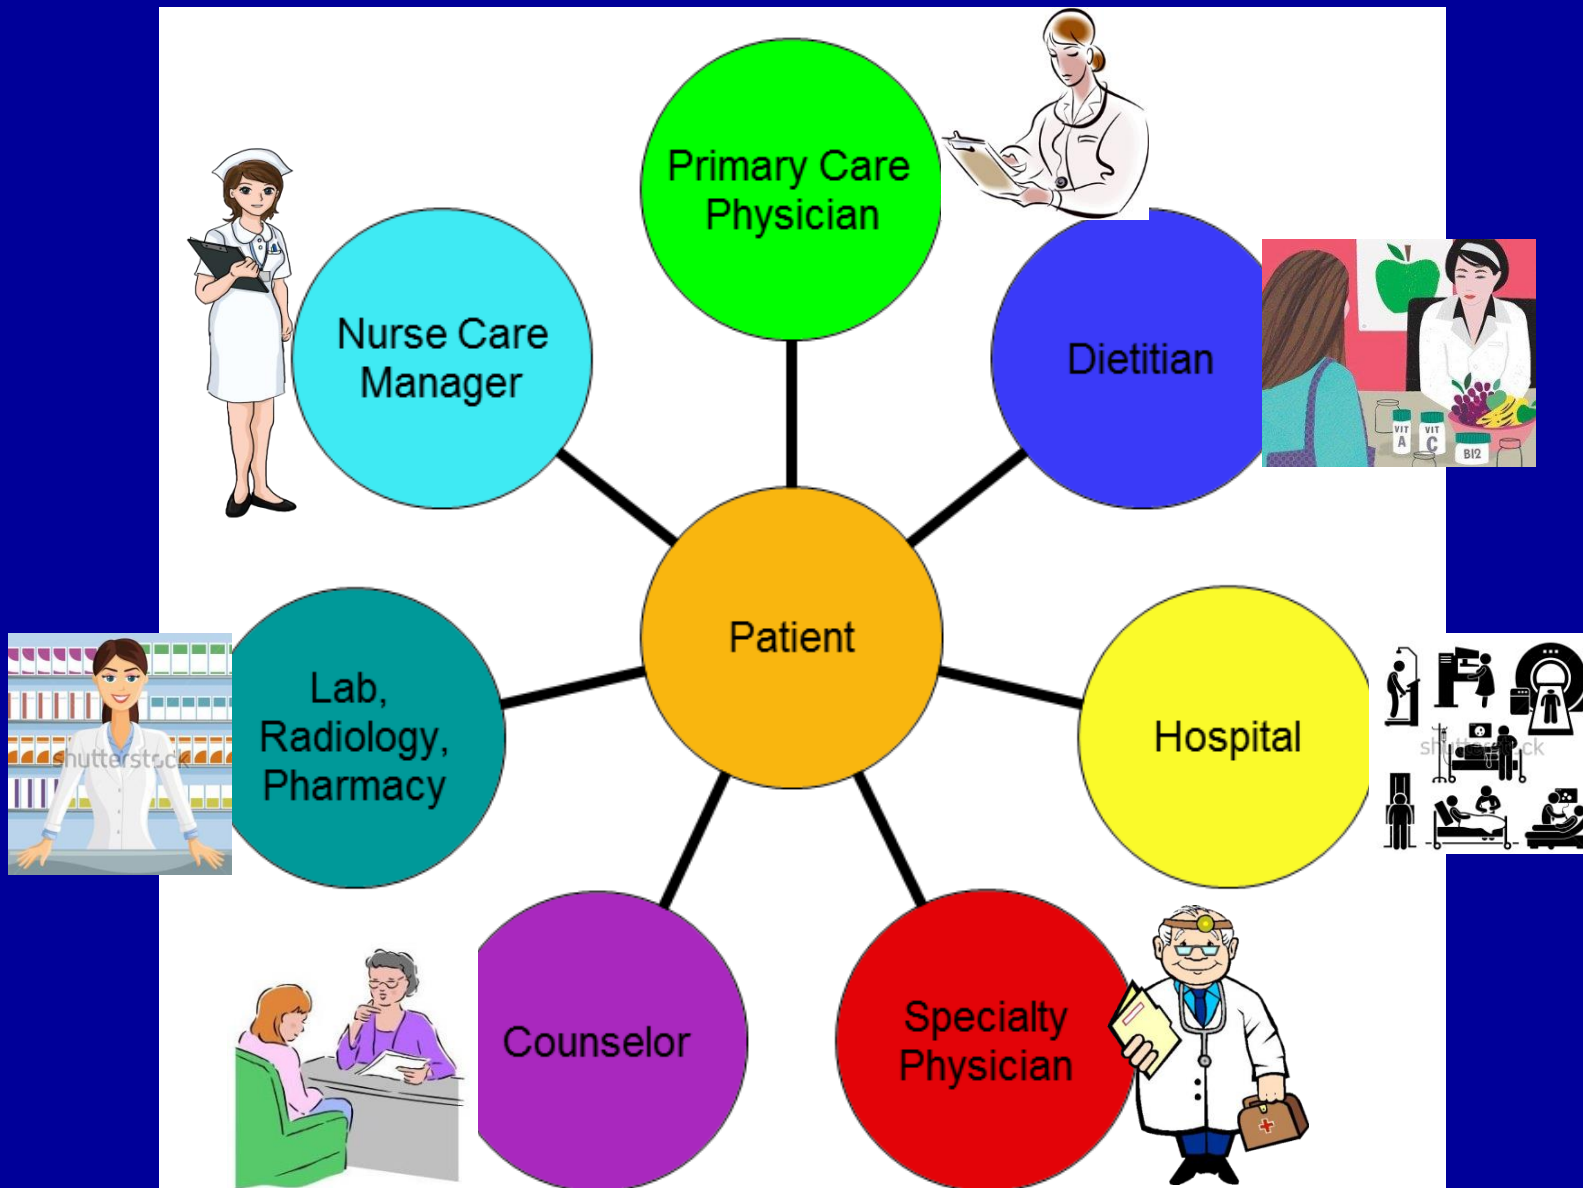 Primary Care
Physician
Nurse Care
Manager
Dietitian
VIT
A
VIT
C
B12
Patient
Lab,
Radiology,
Pharmacy
shutterstock
Hospital
shutterstock
Counselor
Specialty
Physician